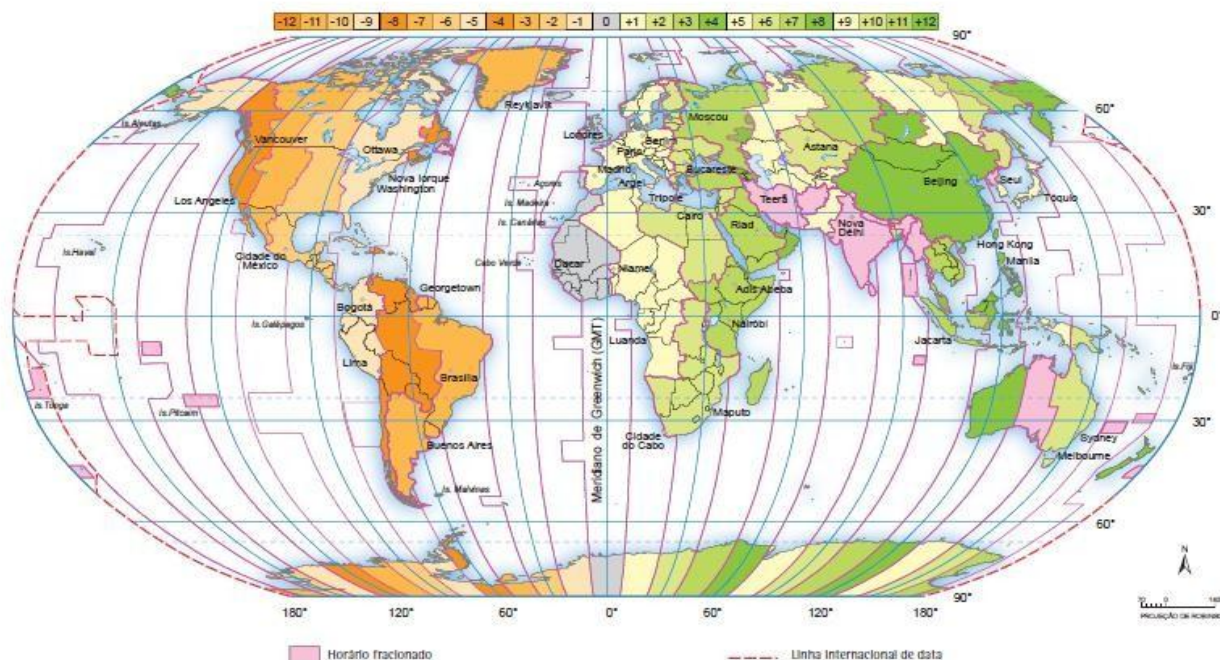 -12 -11 -10 -9 -8 -7 -6 -5 -4 -3 -2 -1 0 +1 +2 +3 +4 +5 +6 +7 +8 +9 +10 +11 +12
90° 90°
Reykjavik
60°
Is. Aleutas
Moscou
Vancouver
Londres
Berlim
Ottawa
Astana
Paris
Nova Iorque
Madrid
Bucareste
Washington
Beijing
Seul
Açores
Argel
Los Angeles
Teerã
Tóquio
Is. Madeira
Trípole
30°
Is. Canárias
Cairo
Nova
Delhi
Riad
Is. Havaí
Hong Kong
Cidade do
México
Cabo Verde
Dacar
Niamei
Manila
Georgetown
Adis Abeba
Bogotá
0°
Is. Galápagos
Nairóbi
Luanda
Jacarta
Lima
Brasília
Is. Fiji
Is. Tonga
Is. Pitcairn
Maputo
30°
Cidade
do Cabo
Sydney
Buenos Aires
Melbourne
Meridiano de Greenwich (GMT)
Is. Malvinas
60°
N
90°
180° 120° 60° 0° 60° 120° 180°
Horário fracionado
Linha Internacional de data